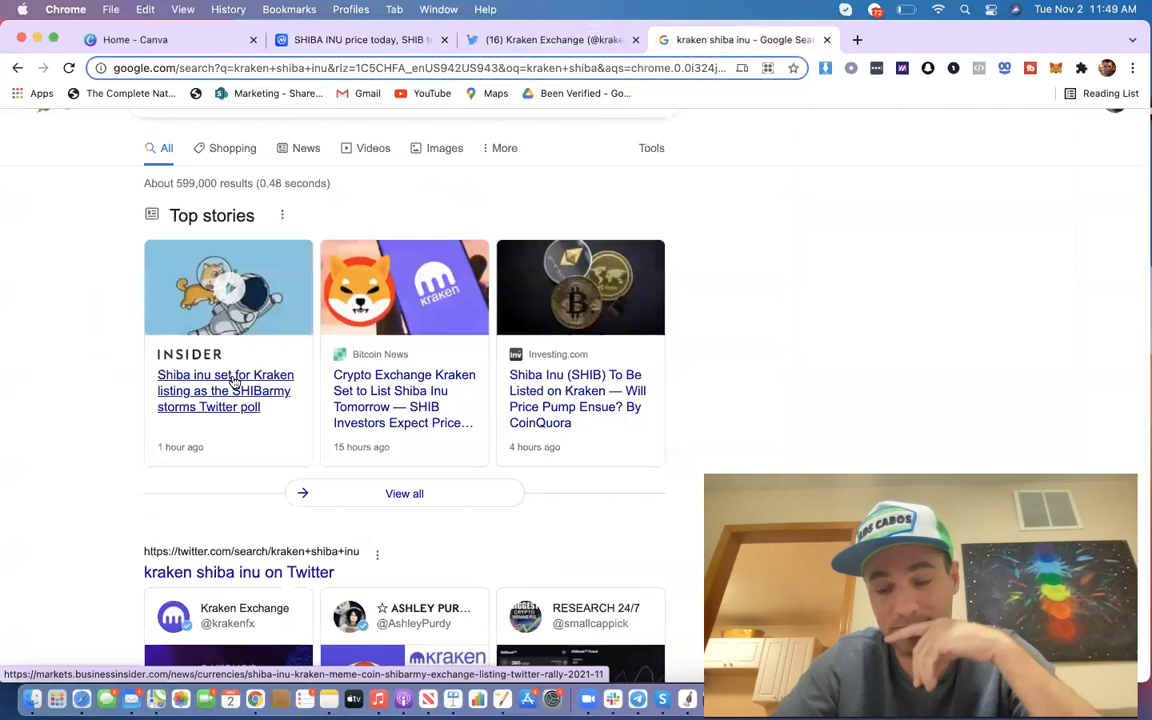 Chrome File Edit View History Bookmarks Profiles Tab Window Help 72 Tue Nov 2 11:49 AM
Home - Canva SHIBA INU price today, SHIB t (16) Kraken Exchange (@krake kraken shiba inu - Google Sea
google.com/search?q=kraken+shiba+inu&rlz=1C5CHFA_enUS942US943&oq=kraken+shiba&aqs=chrome.0.0i324j...
Apps The Complete Nat... Marketing - Share... Gmail YouTube Maps Been Verified - Go... Reading List
All Shopping News Videos Images More Tools
About 599,000 results (0.48 seconds)
Top stories
INSIDER
Shiba inu set for Kraken
listing as the SHIBarmy
storms Twitter poll
1 hour ago
kraken
Bitcoin News
Crypto Exchange Kraken
Set to List Shiba Inu
Tomorrow — SHIB
Investors Expect Price...
15 hours ago
Inv Investing.com
Shiba Inu (SHIB) To Be
Listed on Kraken — Will
Price Pump Ensue? By
CoinQuora
4 hours ago
View all
https://twitter.com/search/kraken+shiba+inu
kraken shiba inu on Twitter
Kraken Exchange
@krakenfx
☆ ASHLEY PUR...
@AshleyPurdy
RESEARCH 24/7
@smallcappick
kraken
https://markets.businessinsider.com/news/currencies/shiba-inu-kraken-meme-coin-shibarmy-exchange-listing-twitter-rally-2021-11
LOS CABOS